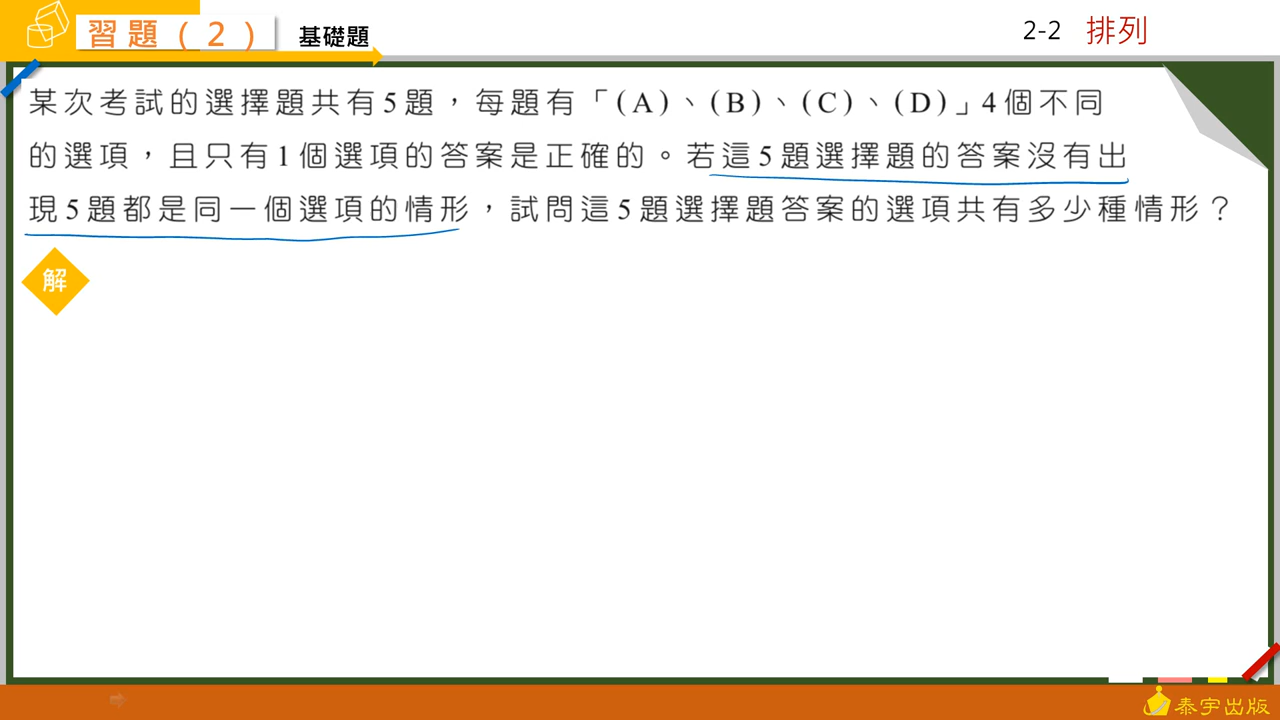 習題(2)
基礎題
2-2 排列
某次考試的選擇題共有5題，每題有「(A)、(B)、(C)、(D)」4個不同
的選項，且只有1個選項的答案是正確的。若這5題選擇題的答案沒有出
現5題都是同一個選項的情形，試問這5題選擇題答案的選項共有多少種情形？
解
泰宇出版